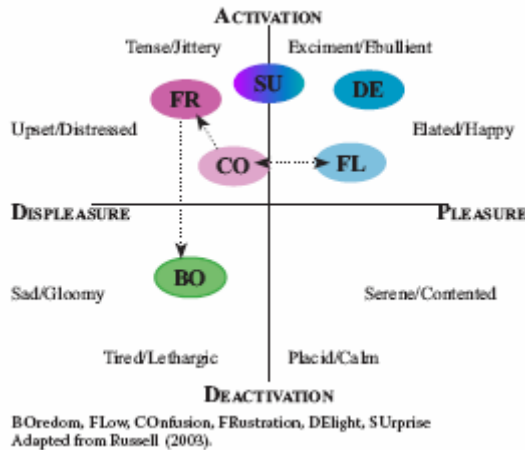 ACTIVATION
Tense/Jittery
Exciment/Ebullient
SU
FR
DE
Upset/Distressed
Elated/Happy
CO
FL
DISPLEASURE
PLEASURE
BO
Sad/Gloomy
Serene/Contented
Tired/Lethargic
Placid/Calm
DEACTIVATION
BOredom, FLow, COnfusion, FRustration, DElight, SUrprise
Adapted from Russell (2003).